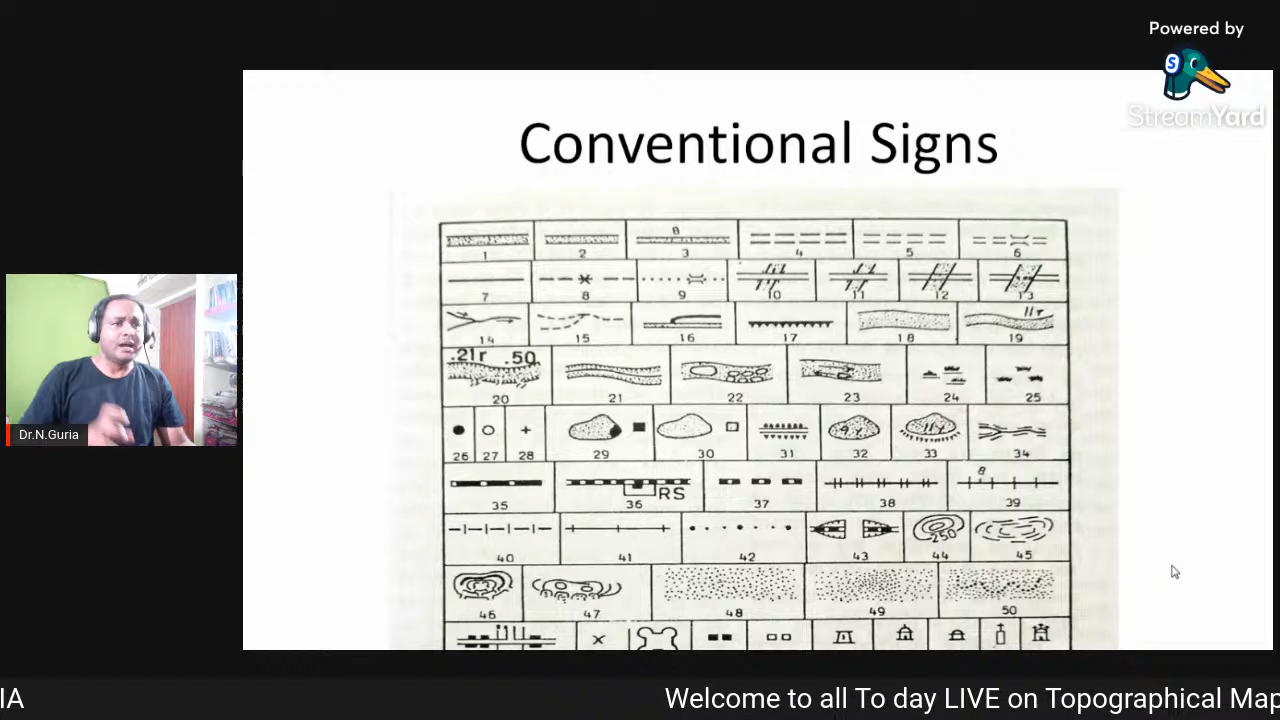 Powered by
StreamYard
Conventional Signs
B
1 2 3 4 5 6
7 8 9 10 11 12 13
11r
14 15 16 17 18 19
.21r .50
20 21 22 23 24 25
26 27 28 29 30 31 32 33 34
RS
B
35 36 37 38 39
250
40 41 42 43 44 45
46 47 48 49 50
Dr.N.Guria
IA Welcome to all To day LIVE on Topographical Map